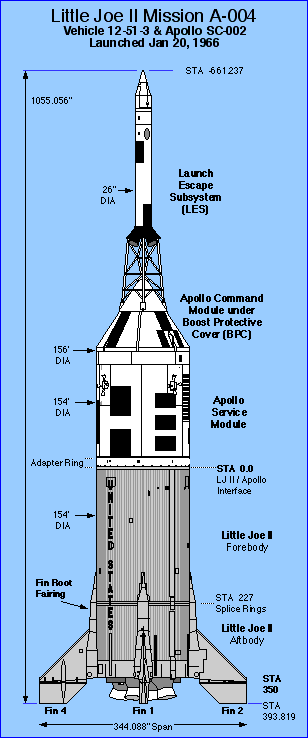 Little Joe II Mission A-004
Vehicle 12-51-3 & Apollo SC-002
Launched Jan 20, 1966
STA -661.237
1055.056"
Launch
Escape
Subsystem
(LES)
26"
DIA
Apollo Command
Module under
Boost Protective
Cover (BPC)
156'
DIA
154'
DIA
Apollo
Service
Module
Adapter Ring
STA 0.0
LJ II / Apollo
Interface
154'
DIA
UNITED STATES
Little Joe II
Forebody
Fin Root
Fairing
STA 227
Splice Rings
Little Joe II
Aftbody
STA
350
STA
393.819
Fin 4
Fin 1
Fin 2
344.088" Span